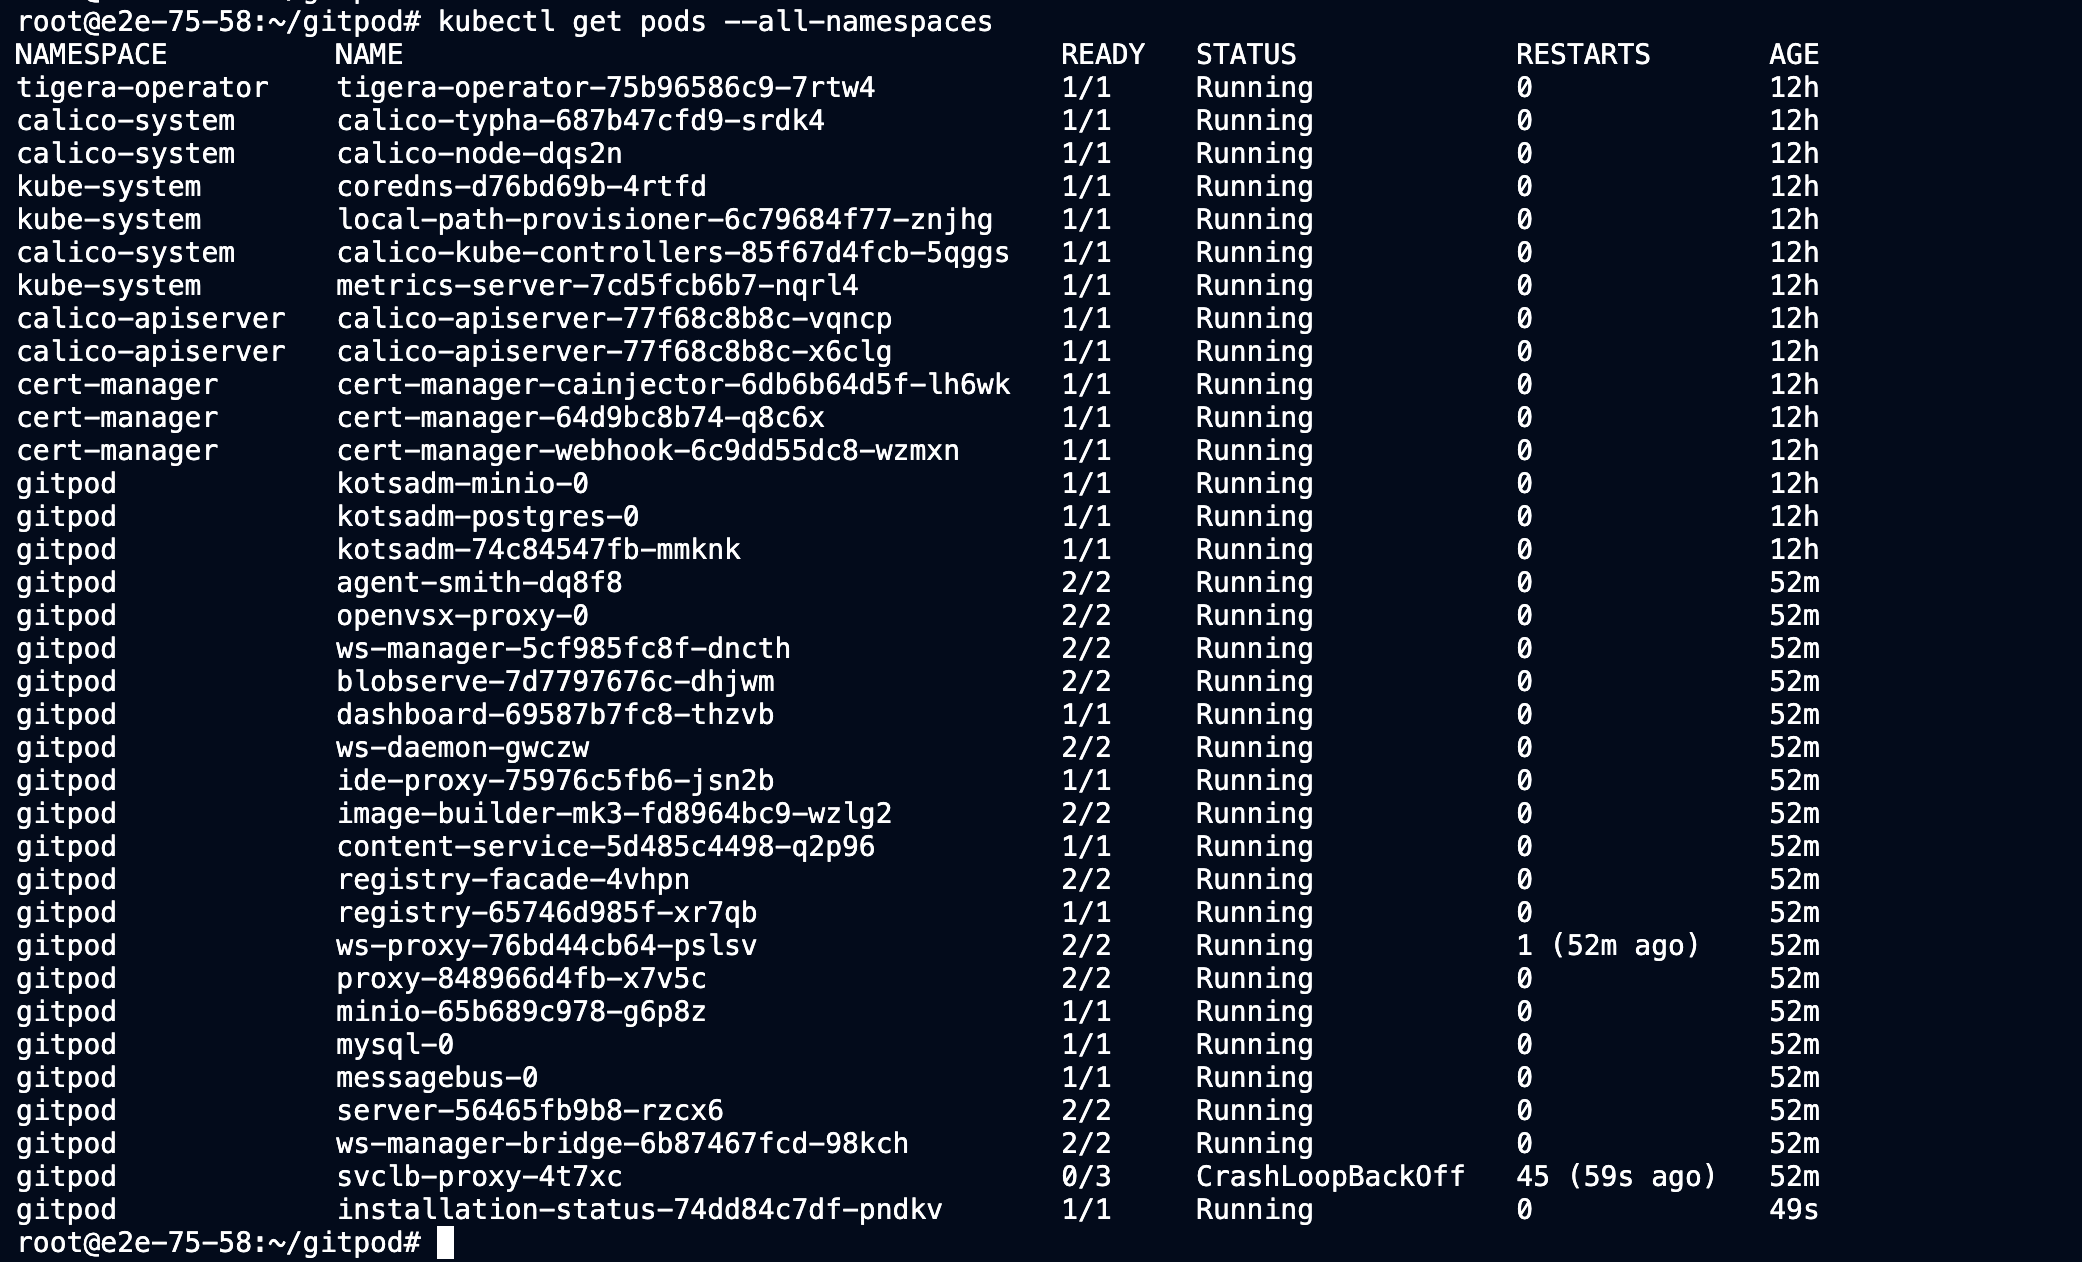 root@e2e-75-58:~/gitpod# kubectl get pods --all-namespaces
NAMESPACE          NAME                                       READY   STATUS             RESTARTS       AGE
tigera-operator    tigera-operator-75b96586c9-7rtw4           1/1     Running            0              12h
calico-system      calico-typha-687b47cfd9-srdk4              1/1     Running            0              12h
calico-system      calico-node-dqs2n                          1/1     Running            0              12h
kube-system        coredns-d76bd69b-4rtfd                     1/1     Running            0              12h
kube-system        local-path-provisioner-6c79684f77-znjhg    1/1     Running            0              12h
calico-system      calico-kube-controllers-85f67d4fcb-5qggs   1/1     Running            0              12h
kube-system        metrics-server-7cd5fcb6b7-nqrl4            1/1     Running            0              12h
calico-apiserver   calico-apiserver-77f68c8b8c-vqncp          1/1     Running            0              12h
calico-apiserver   calico-apiserver-77f68c8b8c-x6clg          1/1     Running            0              12h
cert-manager       cert-manager-cainjector-6db6b64d5f-lh6wk   1/1     Running            0              12h
cert-manager       cert-manager-64d9bc8b74-q8c6x              1/1     Running            0              12h
cert-manager       cert-manager-webhook-6c9dd55dc8-wzmxn      1/1     Running            0              12h
gitpod             kotsadm-minio-0                            1/1     Running            0              12h
gitpod             kotsadm-postgres-0                         1/1     Running            0              12h
gitpod             kotsadm-74c84547fb-mmknk                   1/1     Running            0              12h
gitpod             agent-smith-dq8f8                          2/2     Running            0              52m
gitpod             openvsx-proxy-0                            2/2     Running            0              52m
gitpod             ws-manager-5cf985fc8f-dncth                2/2     Running            0              52m
gitpod             blobserve-7d7797676c-dhjwm                 2/2     Running            0              52m
gitpod             dashboard-69587b7fc8-thzvb                 1/1     Running            0              52m
gitpod             ws-daemon-gwczw                            2/2     Running            0              52m
gitpod             ide-proxy-75976c5fb6-jsn2b                 1/1     Running            0              52m
gitpod             image-builder-mk3-fd8964bc9-wzlg2          2/2     Running            0              52m
gitpod             content-service-5d485c4498-q2p96           1/1     Running            0              52m
gitpod             registry-facade-4vhpn                      2/2     Running            0              52m
gitpod             registry-65746d985f-xr7qb                  1/1     Running            0              52m
gitpod             ws-proxy-76bd44cb64-pslsv                  2/2     Running            1 (52m ago)    52m
gitpod             proxy-848966d4fb-x7v5c                     2/2     Running            0              52m
gitpod             minio-65b689c978-g6p8z                     1/1     Running            0              52m
gitpod             mysql-0                                    1/1     Running            0              52m
gitpod             messagebus-0                               1/1     Running            0              52m
gitpod             server-56465fb9b8-rzcx6                    2/2     Running            0              52m
gitpod             ws-manager-bridge-6b87467fcd-98kch         2/2     Running            0              52m
gitpod             svclb-proxy-4t7xc                          0/3     CrashLoopBackOff   45 (59s ago)   52m
gitpod             installation-status-74dd84c7df-pndkv       1/1     Running            0              49s
root@e2e-75-58:~/gitpod#